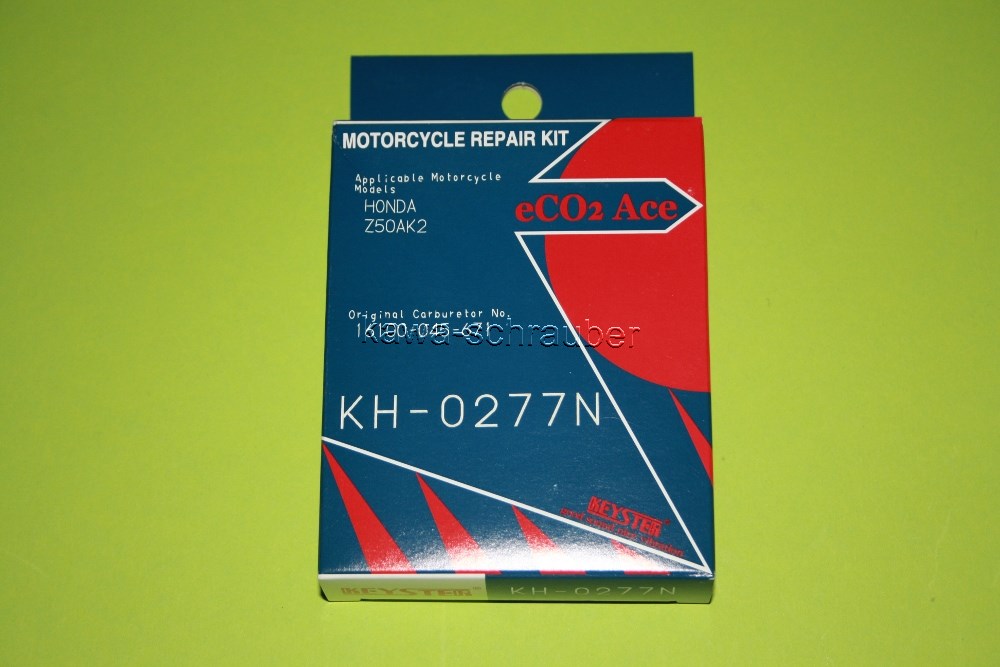 MOTORCYCLE REPAIR KIT
Applicable Motorcycle
Models
HONDA
Z50AK2
eCO2 Ace
Original Carburetor No.
16100-045-671
kawa-schrauber
KH-0277N
KEYSTER
KEYSTER
KH-0277N